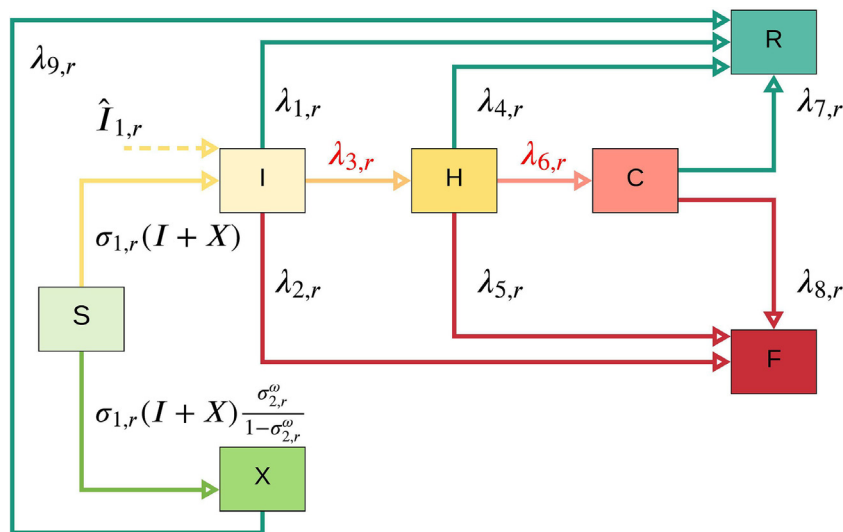 R
λ9,r
λ1,r
λ4,r
λ7,r
Î1,r
I
λ3,r
H
λ6,r
C
σ1,r(I + X)
λ2,r
λ5,r
λ8,r
S
F
σ1,r(I + X) σ^ω2,r / 1−σ^ω2,r
X